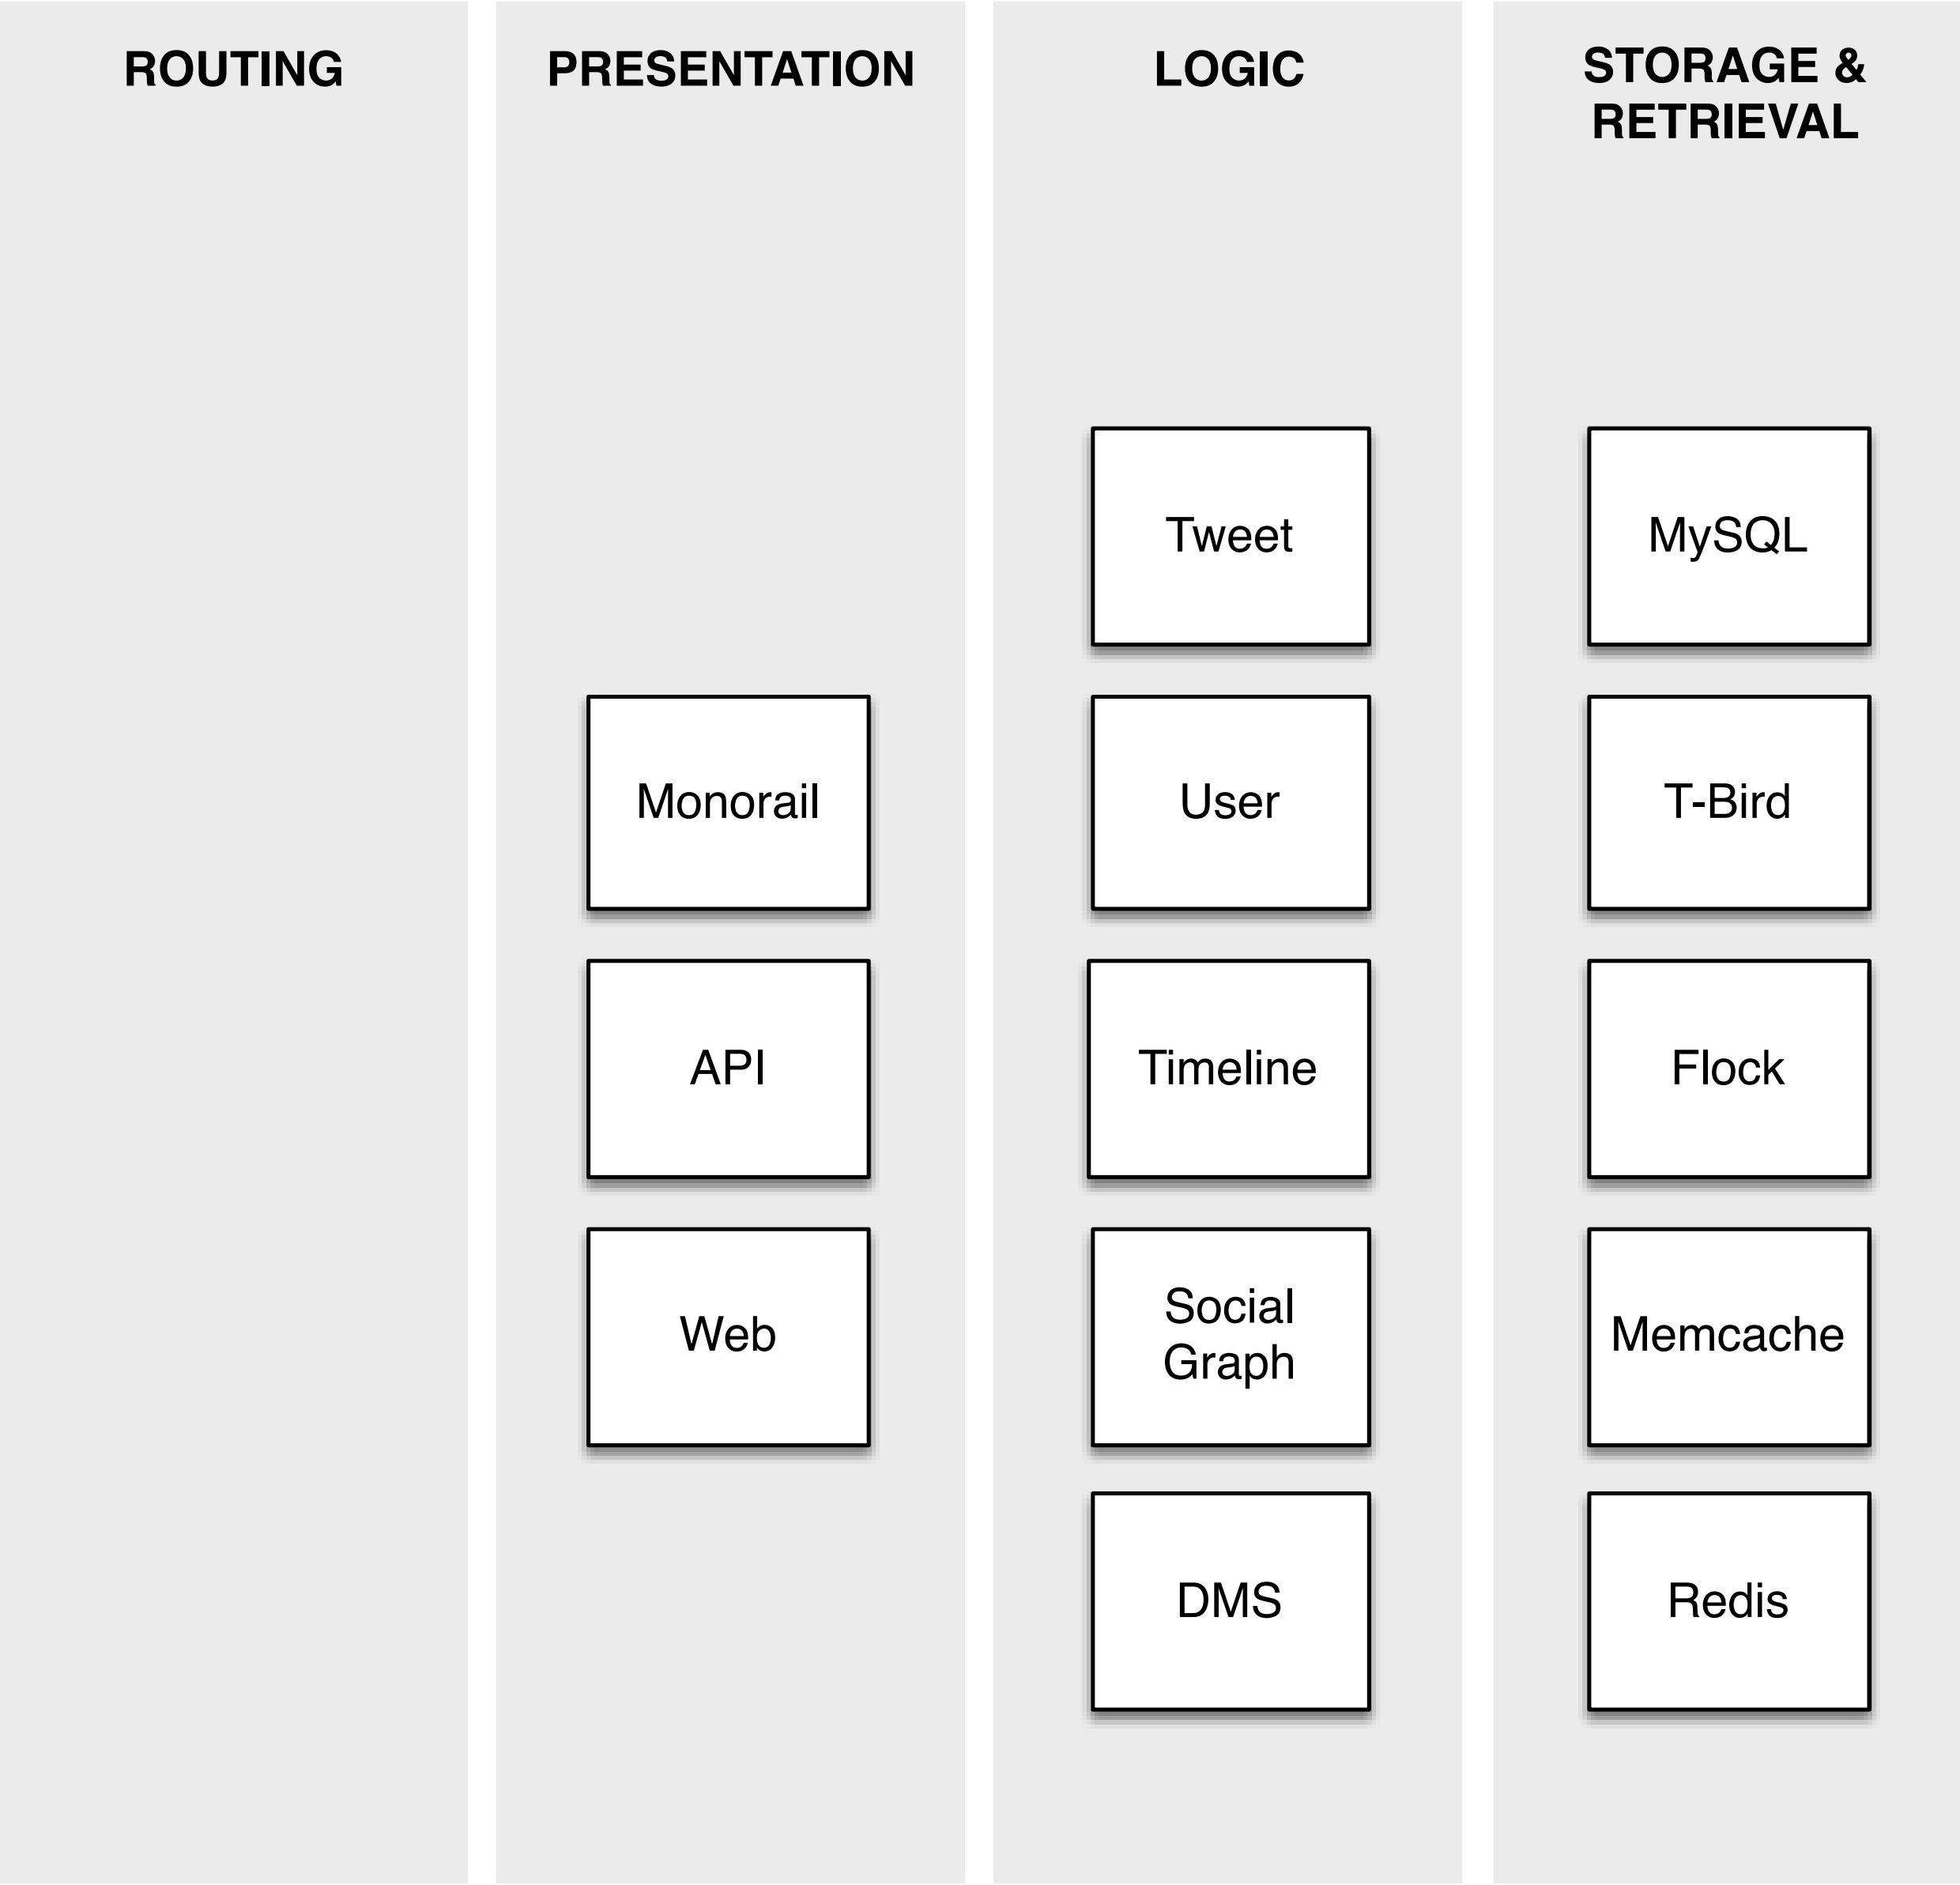 ROUTING
PRESENTATION
LOGIC
STORAGE &
RETRIEVAL
Tweet
MySQL
Monorail
User
T-Bird
API
Timeline
Flock
Web
Social
Graph
Memcache
DMS
Redis